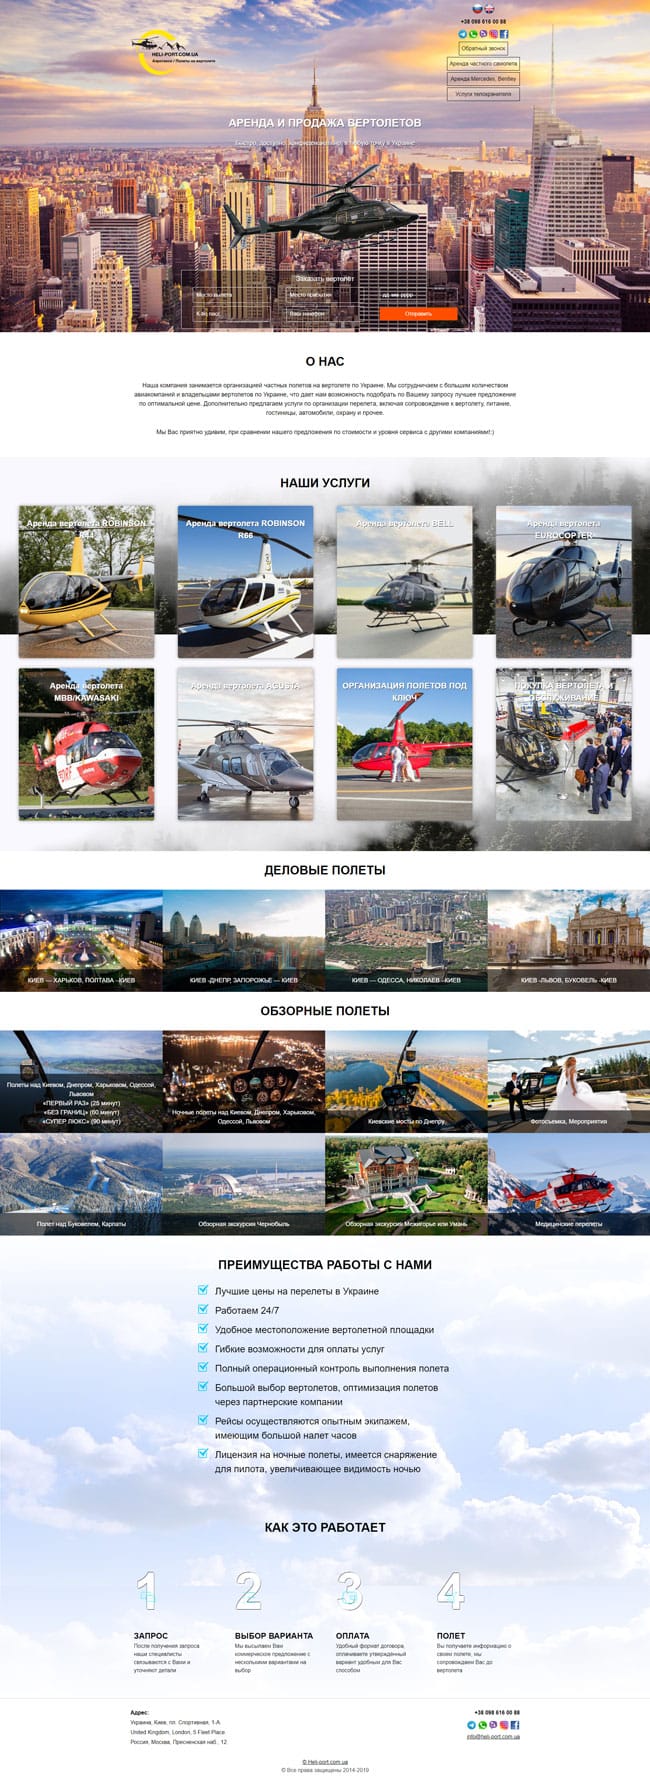 +38 098 616 00 88
HELI-PORT.COM.UA
Аэротакси / Полеты на вертолете
Обратный звонок
Аренда частного самолета
Аренда Mercedes, Bentley
Услуги телохранителя
АРЕНДА И ПРОДАЖА ВЕРТОЛЕТОВ
Быстро, доступно, конфиденциально, в любую точку в Украине
Заказать вертолёт
Место вылета
Место прибытия
К-во пасс.
Ваш телефон
Отправить
О НАС
Наша компания занимается организацией частных полетов на вертолете по Украине. Мы сотрудничаем с большим количеством
авиакомпаний и владельцами вертолетов по Украине, что дает нам возможность подобрать по Вашему запросу лучшее предложение
по оптимальной цене. Дополнительно предлагаем услуги по организации перелета, включая сопровождение к вертолету, питание,
гостиницы, автомобили, охрану и прочее.
Мы Вас приятно удивим, при сравнении нашего предложения по стоимости и уровня сервиса с другими компаниями!:)
НАШИ УСЛУГИ
Аренда вертолета ROBINSON
R44
Аренда вертолета ROBINSON
R66
Аренда вертолета BELL
Аренда вертолета
EUROCOPTER
Аренда вертолета
MBB/KAWASAKI
Аренда вертолета AGUSTA
ОРГАНИЗАЦИЯ ПОЛЕТОВ ПОД
КЛЮЧ
ПОКУПКА ВЕРТОЛЕТА И
ОБСЛУЖИВАНИЕ
ДЕЛОВЫЕ ПОЛЕТЫ
КИЕВ — ХАРЬКОВ, ПОЛТАВА -КИЕВ
КИЕВ -ДНЕПР, ЗАПОРОЖЬЕ — КИЕВ
КИЕВ — ОДЕССА, НИКОЛАЕВ -КИЕВ
КИЕВ -ЛЬВОВ, БУКОВЕЛЬ -КИЕВ
ОБЗОРНЫЕ ПОЛЕТЫ
Полеты над Киевом, Днепром, Харьковом, Одессой,
Львовом
«ПЕРВЫЙ РАЗ» (25 минут)
«БЕЗ ГРАНИЦ» (60 минут)
«СУПЕР ЛЮКС» (90 минут)
Ночные полеты над Киевом, Днепром, Харьковом,
Одессой, Львовом
Киевские мосты по Днепру
Фотосъемка, Мероприятия
Полет над Буковелем, Карпаты
Обзорная экскурсия Чернобыль
Обзорная экскурсия Межигорье или Умань
Медицинские перелеты
ПРЕИМУЩЕСТВА РАБОТЫ С НАМИ
Лучшие цены на перелеты в Украине
Работаем 24/7
Удобное местоположение вертолетной площадки
Гибкие возможности для оплаты услуг
Полный операционный контроль выполнения полета
Большой выбор вертолетов, оптимизация полетов
через партнерские компании
Рейсы осуществляются опытным экипажем,
имеющим большой налет часов
Лицензия на ночные полеты, имеется снаряжение
для пилота, увеличивающее видимость ночью
КАК ЭТО РАБОТАЕТ
1 2 3 4
ЗАПРОС
После получения запроса
наши специалисты
связываются с Вами и
уточняют детали
ВЫБОР ВАРИАНТА
Мы высылаем Вам
коммерческое предложение с
несколькими вариантами на
выбор
ОПЛАТА
Удобный формат договора,
оплачиваете утверждённый
вариант удобным для Вас
способом
ПОЛЕТ
Вы получаете информацию о
своем полете, мы
сопровождаем Вас до
вертолета
Адрес:
Украина, Киев, пл. Спортивная, 1-А
United Kingdom, London, 5 Fleet Place
Россия, Москва, Пресненская наб., 12
+38 098 616 00 88
info@heli-port.com.ua
© Heli-port.com.ua
© Все права защищены 2014-2019